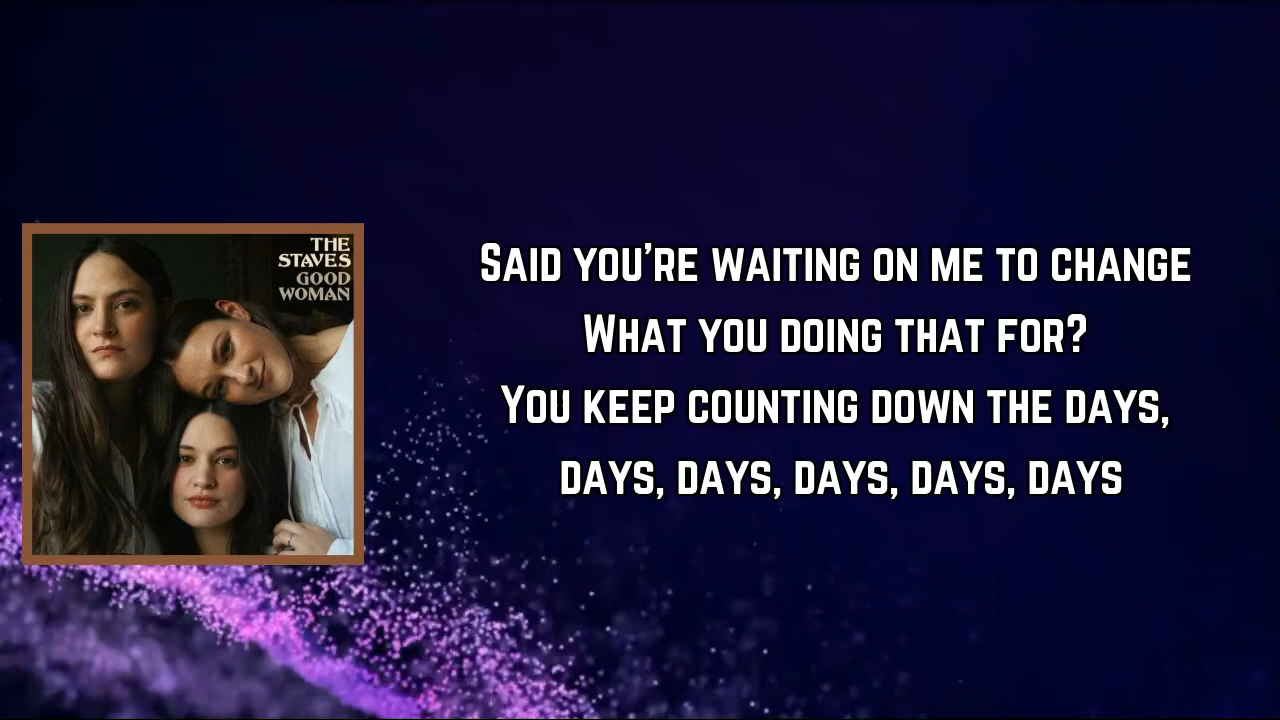 THE
STAVES
GOOD
WOMAN
Said you're waiting on me to change
What you doing that for?
You keep counting down the days,
days, days, days, days, days